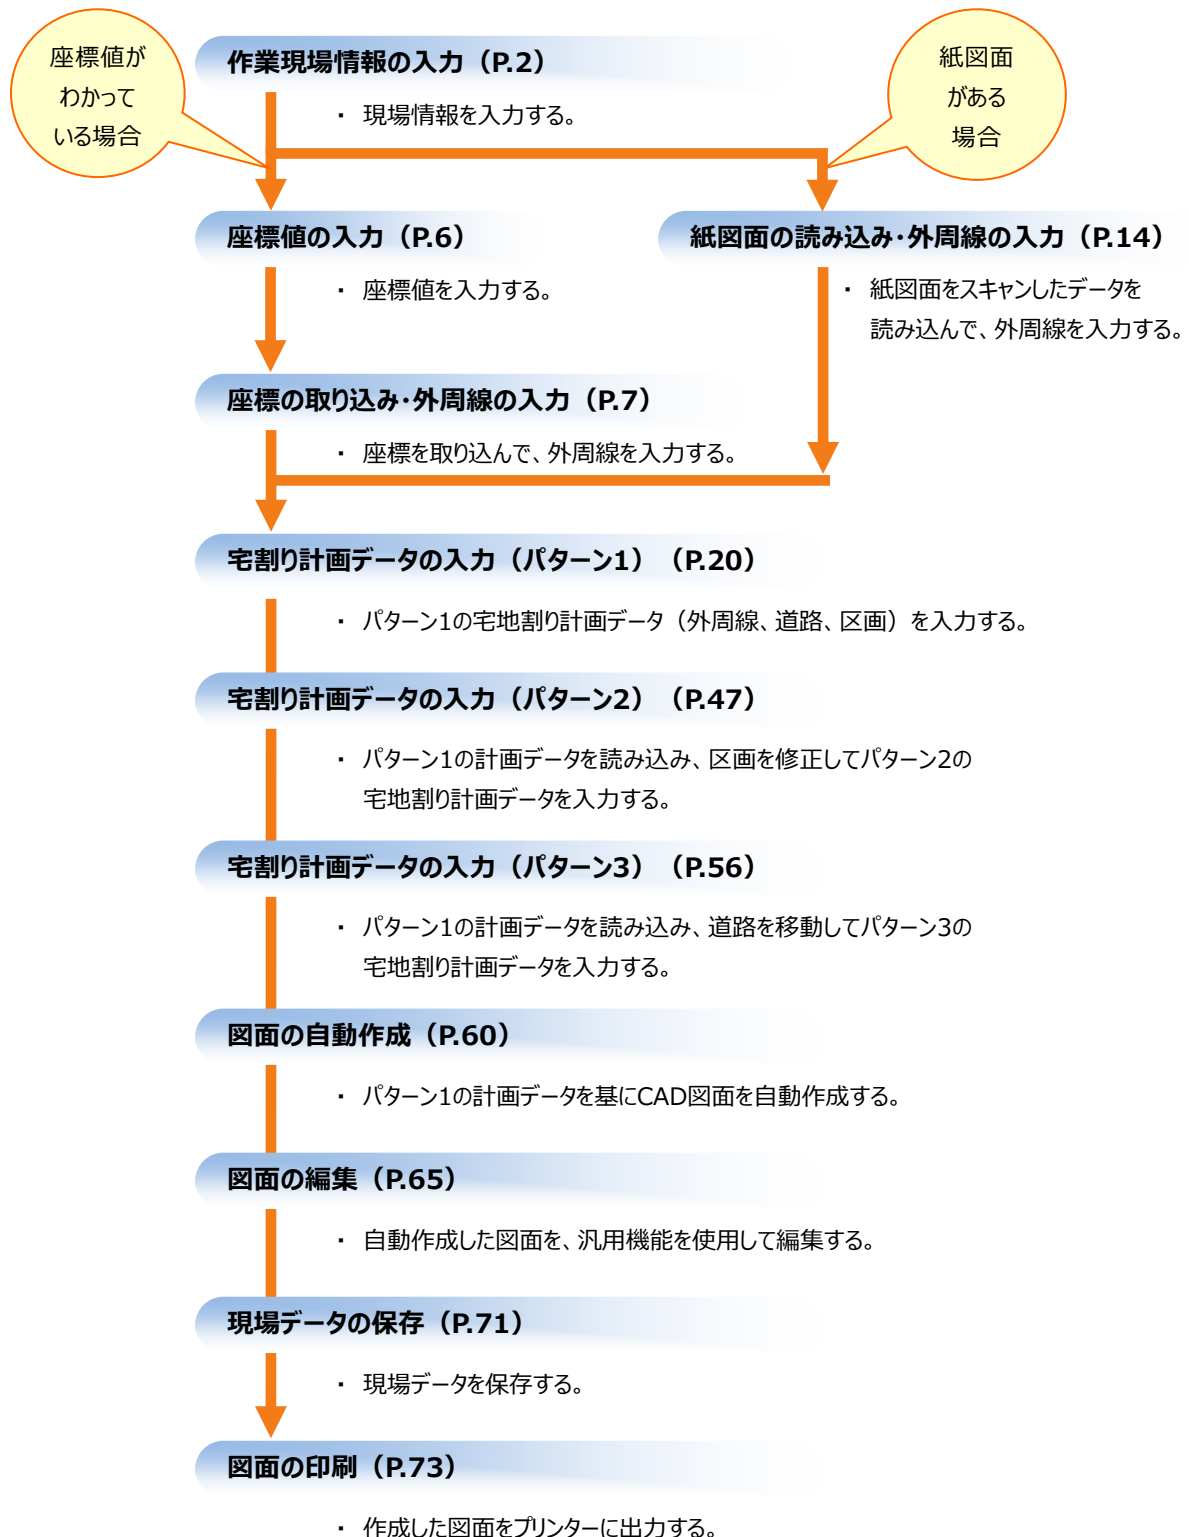 座標値が
わかって
いる場合
紙図面
がある
場合
作業現場情報の入力（P.2）
・ 現場情報を入力する。
座標値の入力（P.6）
・ 座標値を入力する。
紙図面の読み込み・外周線の入力（P.14）
・ 紙図面をスキャンしたデータを
読み込んで、外周線を入力する。
座標の取り込み・外周線の入力（P.7）
・ 座標を取り込んで、外周線を入力する。
宅割り計画データの入力（パターン1）（P.20）
・ パターン1の宅地割り計画データ（外周線、道路、区画）を入力する。
宅割り計画データの入力（パターン2）（P.47）
・ パターン1の計画データを読み込み、区画を修正してパターン2の
宅地割り計画データを入力する。
宅割り計画データの入力（パターン3）（P.56）
・ パターン1の計画データを読み込み、道路を移動してパターン3の
宅地割り計画データを入力する。
図面の自動作成（P.60）
・ パターン1の計画データを基にCAD図面を自動作成する。
図面の編集（P.65）
・ 自動作成した図面を、汎用機能を使用して編集する。
現場データの保存（P.71）
・ 現場データを保存する。
図面の印刷（P.73）
・ 作成した図面をプリンターに出力する。